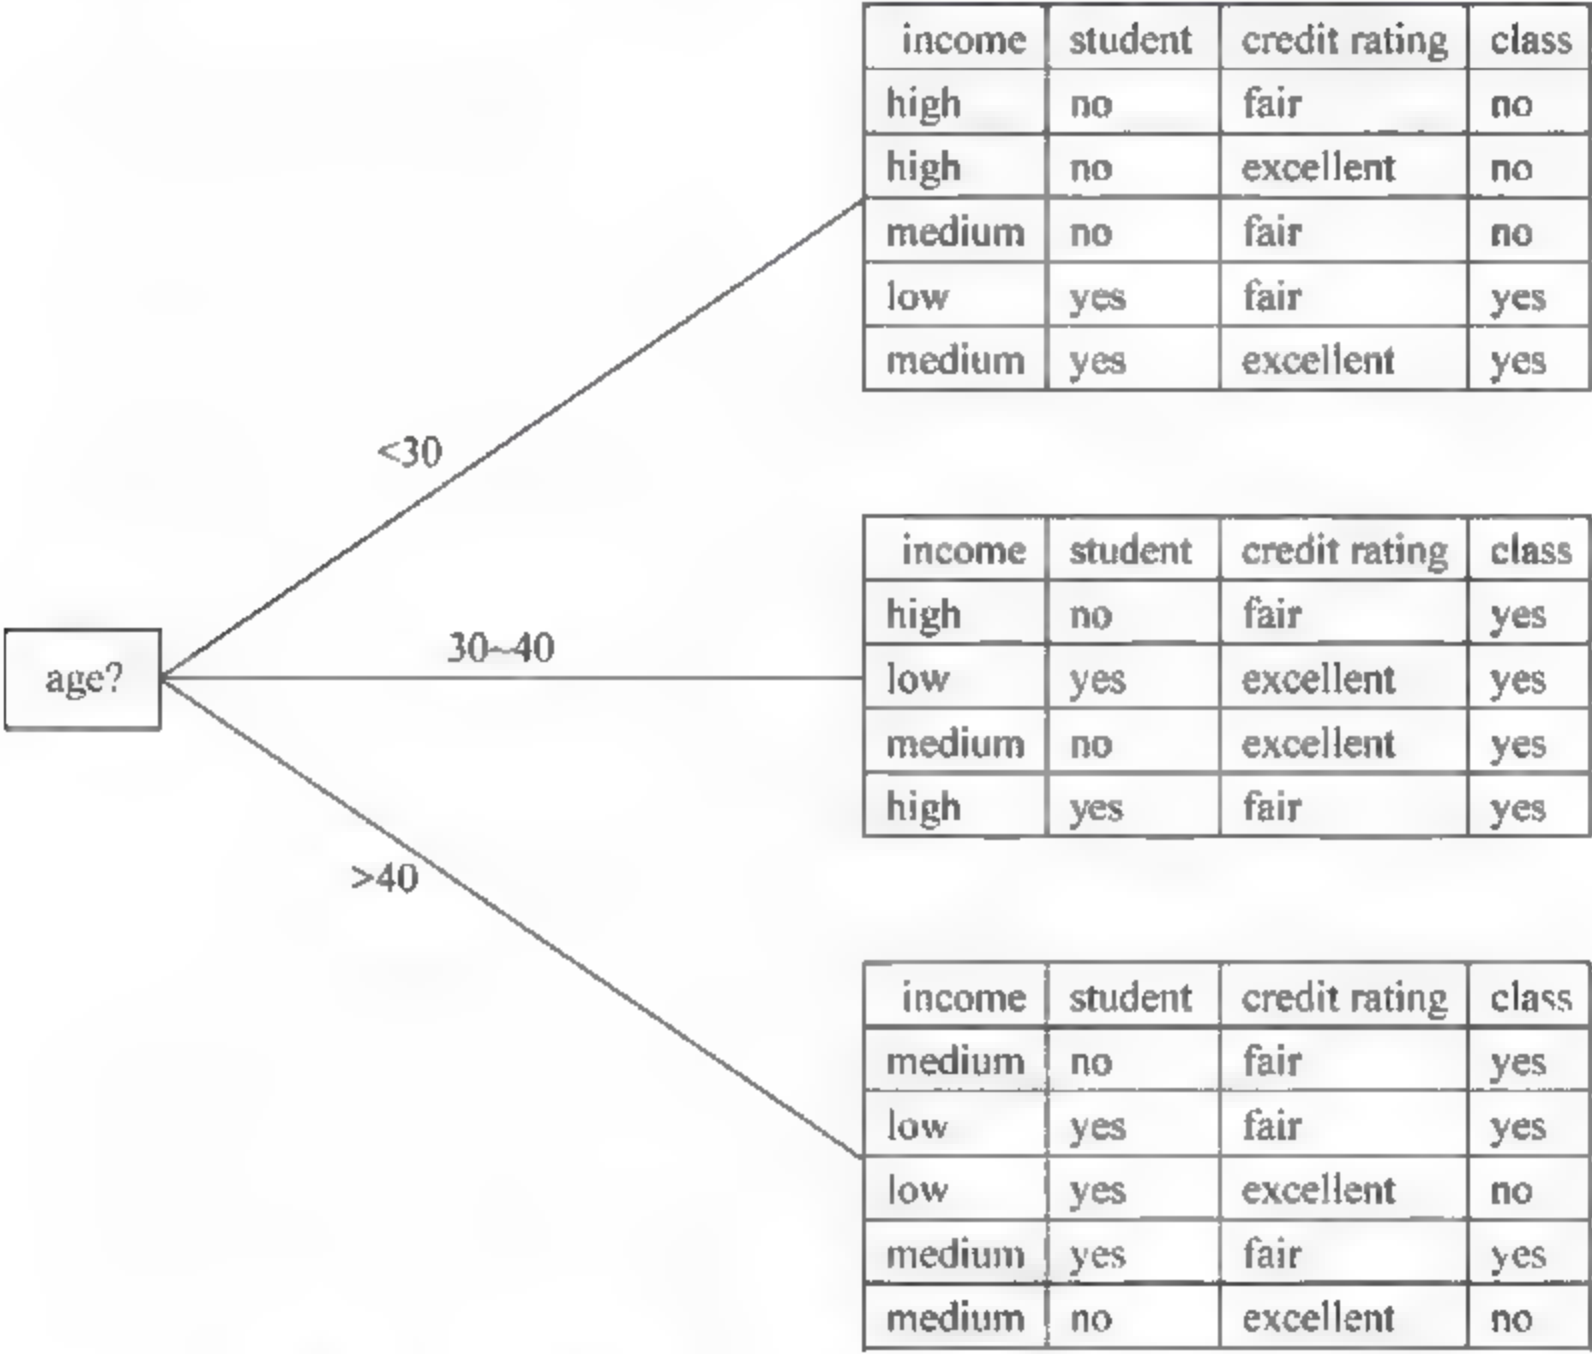 income student credit rating class
high no fair no
high no excellent no
medium no fair no
low yes fair yes
medium yes excellent yes
<30
income student credit rating class
high no fair yes
30~40
age?
low yes excellent yes
medium no excellent yes
high yes fair yes
>40
income student credit rating class
medium no fair yes
low yes fair yes
low yes excellent no
medium yes fair yes
medium no excellent no